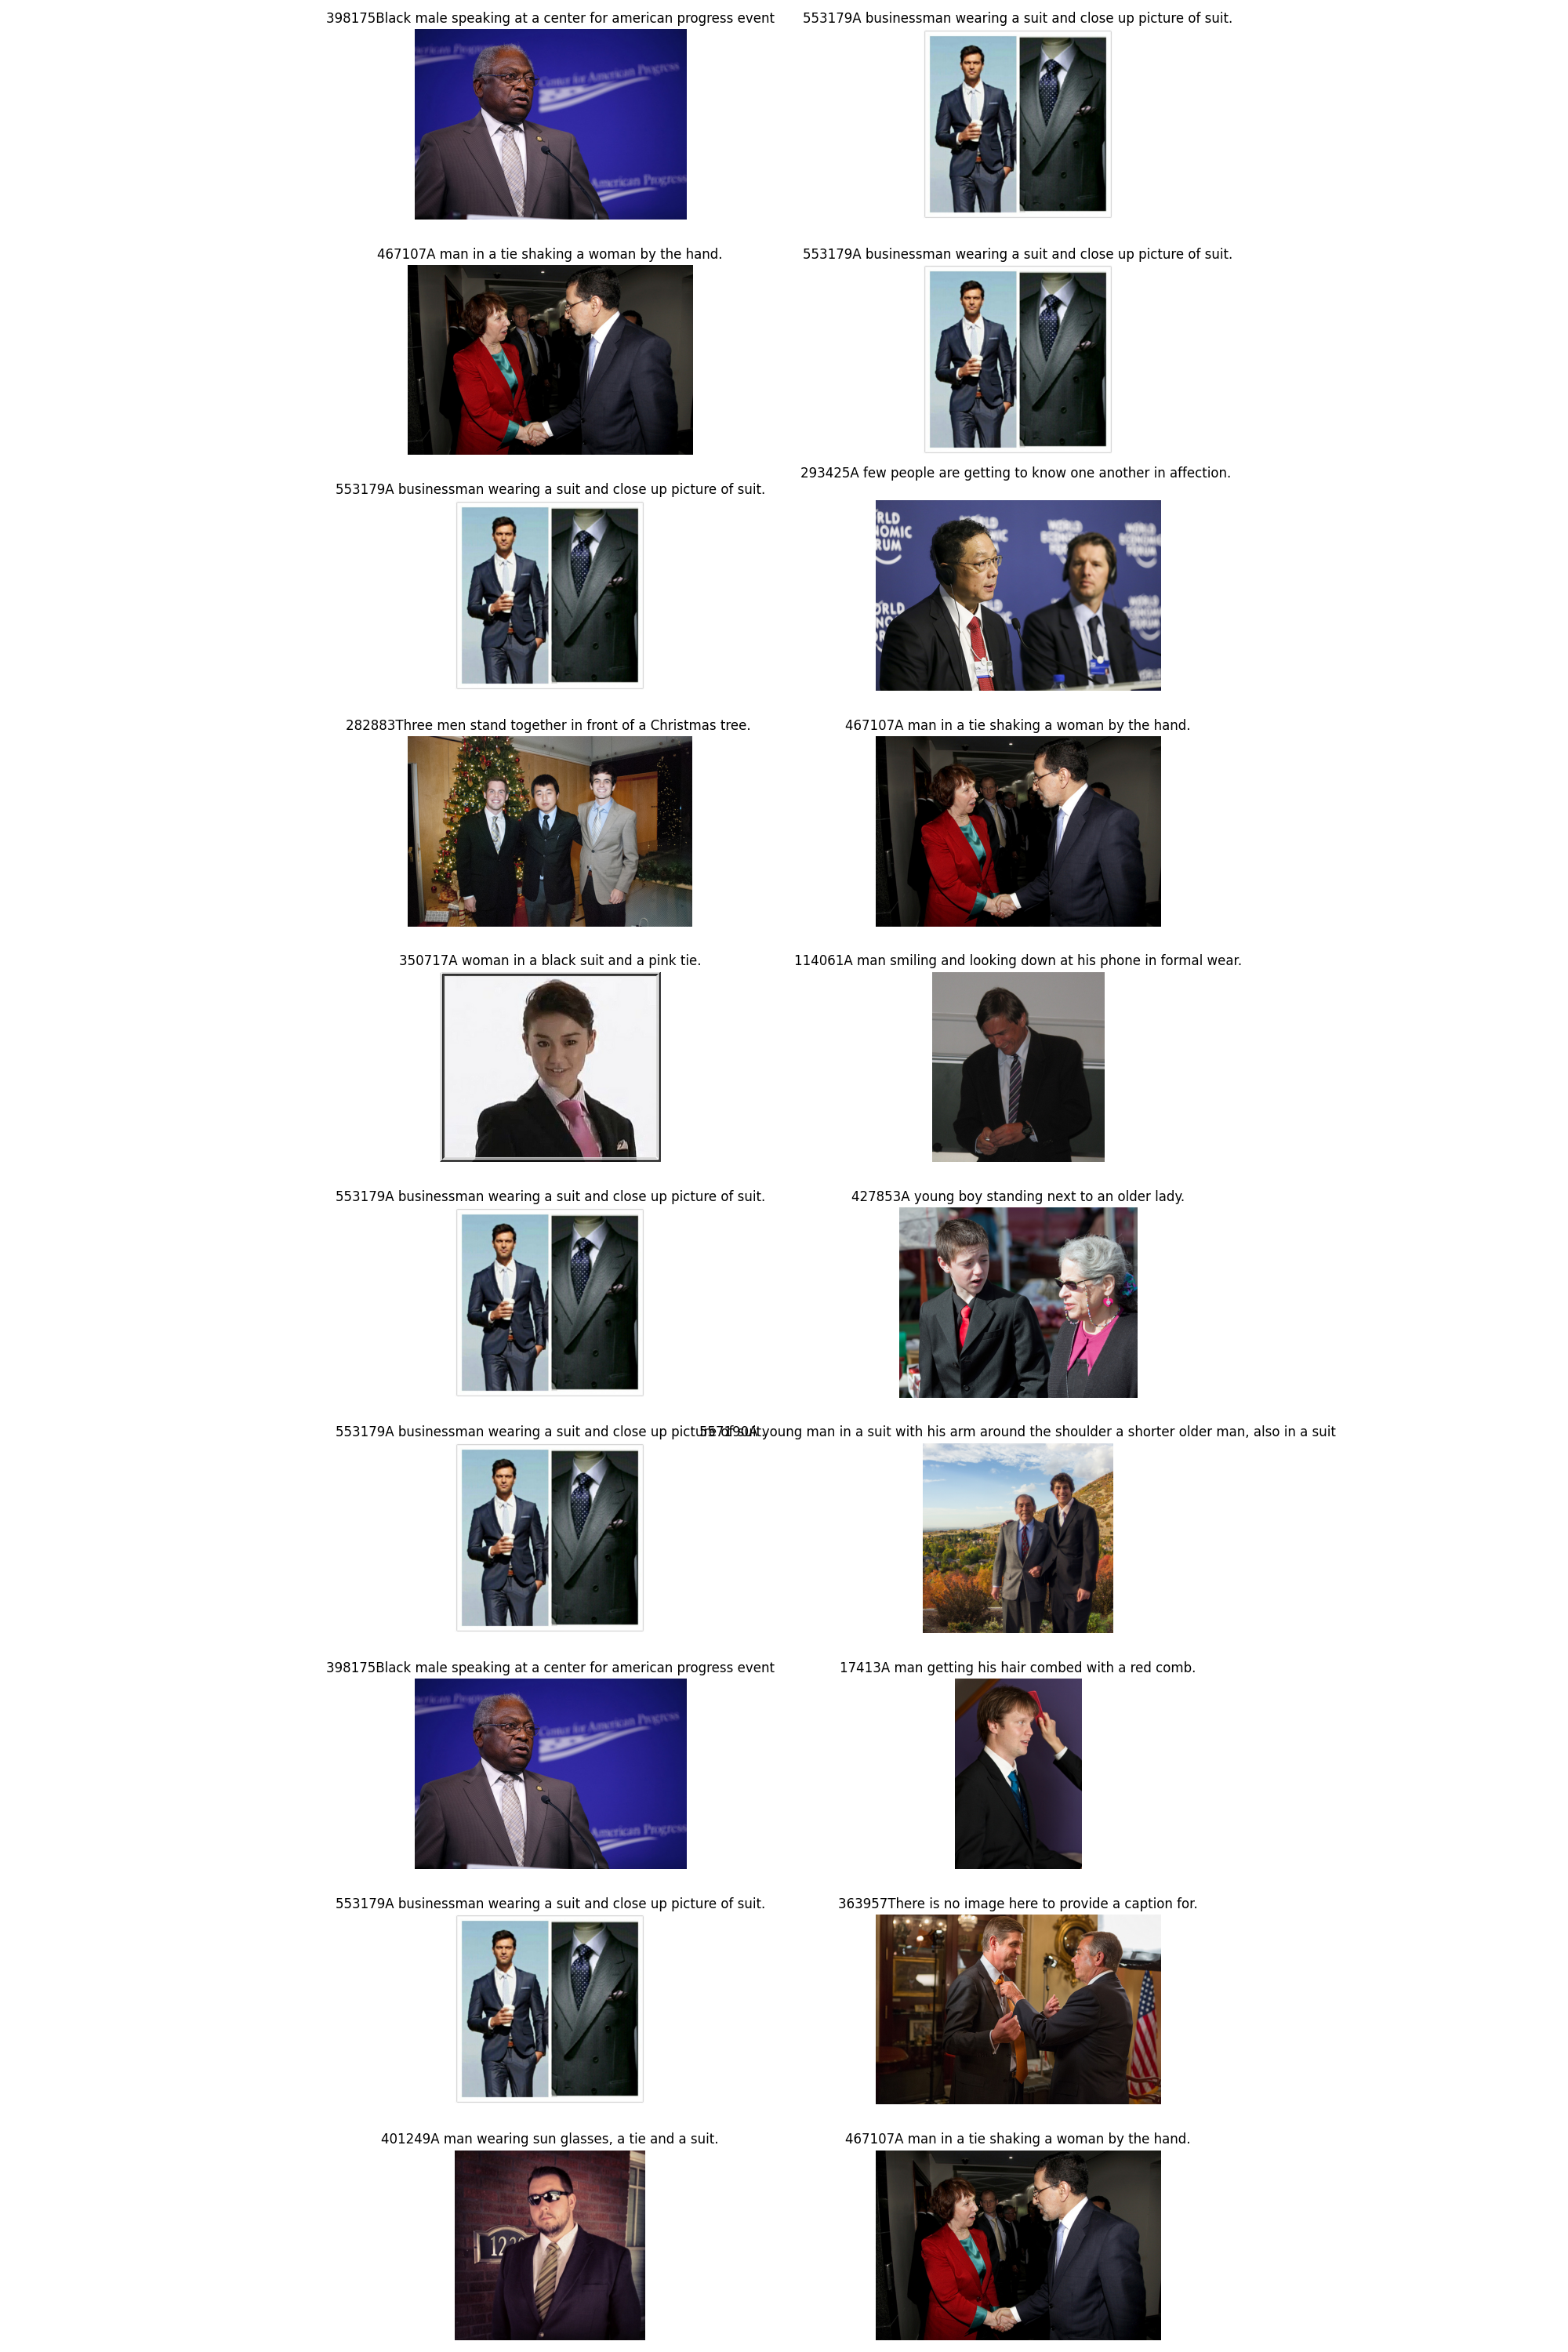 398175Black male speaking at a center for american progress event
553179A businessman wearing a suit and close up picture of suit.
Center for American Progress
American Progress
467107A man in a tie shaking a woman by the hand.
553179A businessman wearing a suit and close up picture of suit.
553179A businessman wearing a suit and close up picture of suit.
293425A few people are getting to know one another in affection.
WORLD
ECONOMIC
FORUM
282883Three men stand together in front of a Christmas tree.
467107A man in a tie shaking a woman by the hand.
350717A woman in a black suit and a pink tie.
114061A man smiling and looking down at his phone in formal wear.
553179A businessman wearing a suit and close up picture of suit.
427853A young boy standing next to an older lady.
553179A businessman wearing a suit and close up picture of suit.
557190A young man in a suit with his arm around the shoulder a shorter older man, also in a suit
398175Black male speaking at a center for american progress event
17413A man getting his hair combed with a red comb.
Center for American Progress
American Progress
553179A businessman wearing a suit and close up picture of suit.
363957There is no image here to provide a caption for.
401249A man wearing sun glasses, a tie and a suit.
467107A man in a tie shaking a woman by the hand.